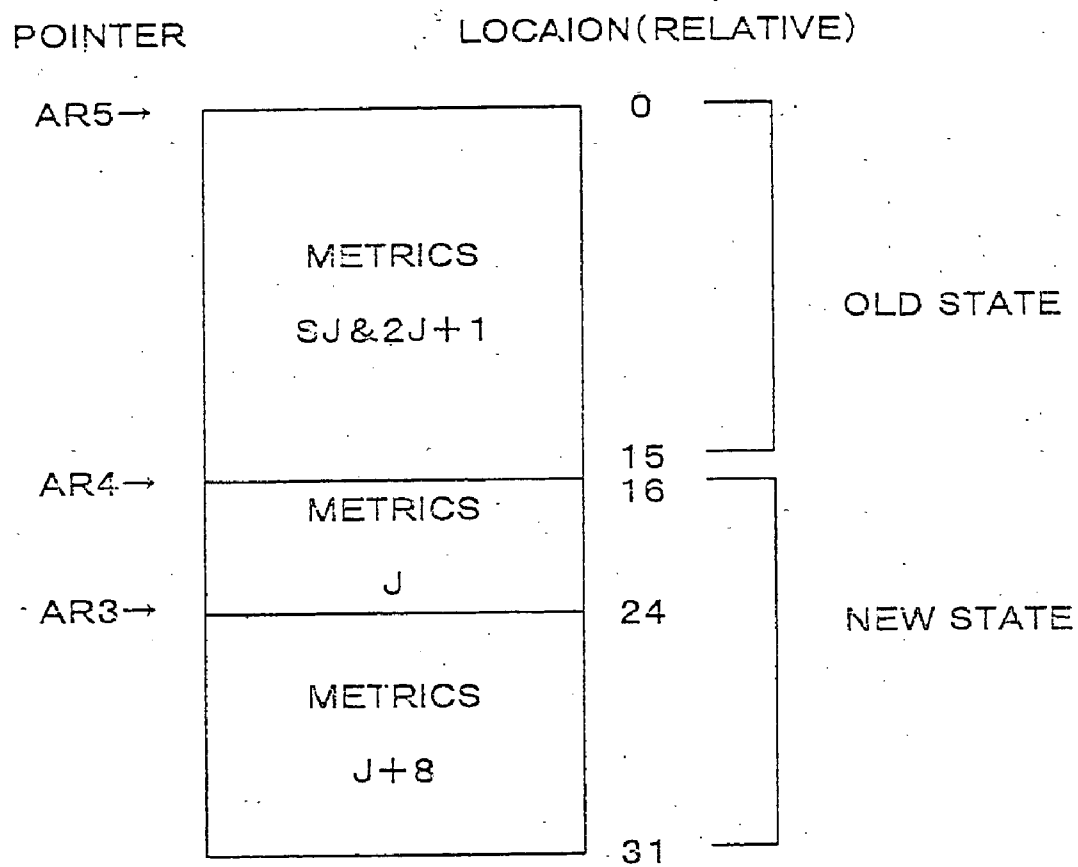 POINTER LOCAION(RELATIVE)
AR5→ 0
METRICS
SJ&2J+1
OLD STATE
15
AR4→ 16
METRICS
J
AR3→ 24
NEW STATE
METRICS
J+8
31